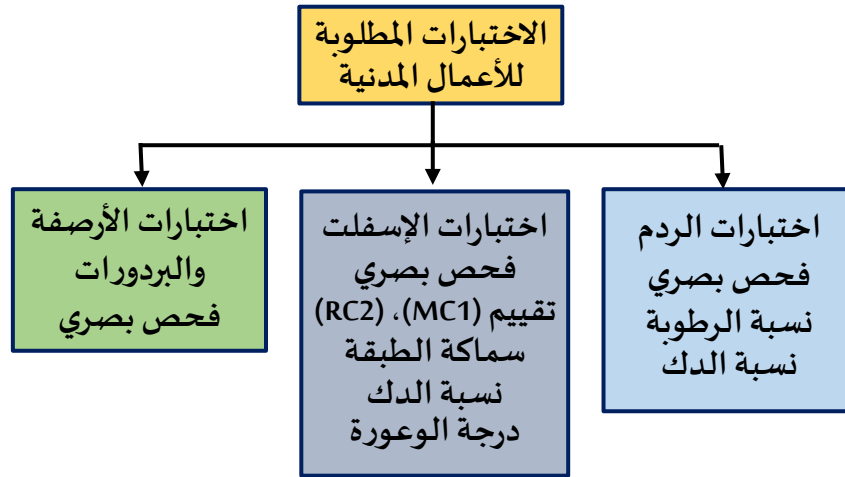 الاختبارات المطلوبة
للأعمال المدنية
اختبارات الردم
فحص بصري
نسبة الرطوبة
نسبة الدك
اختبارات الإسفلت
فحص بصري
تقييم (MC1)، (RC2)
سماكة الطبقة
نسبة الدك
درجة الوعورة
اختبارات الأرصفة
والبردورات
فحص بصري